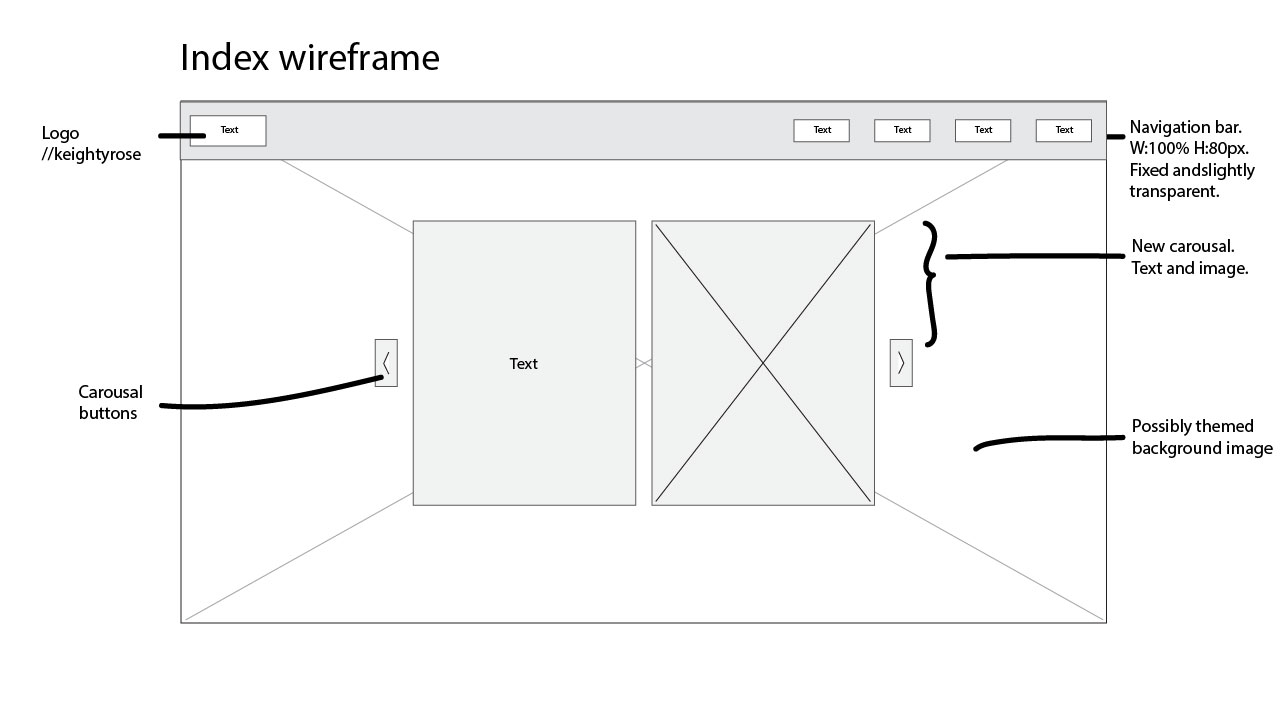 Index wireframe
Logo
//keightyrose
Text
Text
Text
Text
Text
Navigation bar.
W:100% H:80px.
Fixed andslightly
transparent.
New carousal.
Text and image.
Text
Carousal
buttons
Possibly themed
background image